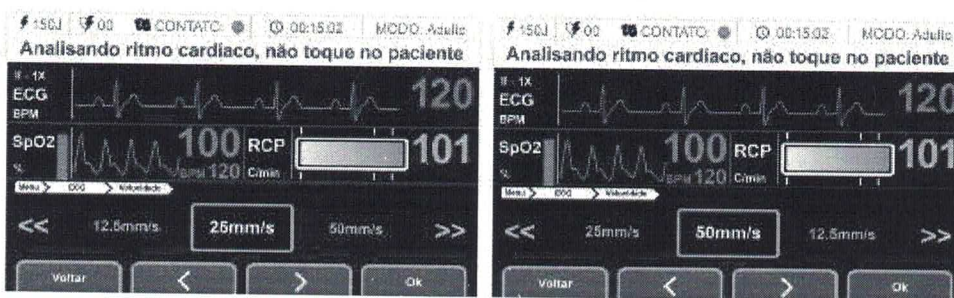 150J 00 CONTATO: 00:15:02 MODO: Adulto
Analisando ritmo cardíaco, não toque no paciente
II - 1X
ECG
BPM
120
SpO2
%
100
BPM 120
RCP
C/min
101
Menu ECG Velocidade
<< 12.5mm/s 25mm/s 50mm/s >>
Voltar < > Ok
150J 00 CONTATO: 00:15:02 MODO: Adulto
Analisando ritmo cardíaco, não toque no paciente
II - 1X
ECG
BPM
120
SpO2
%
100
BPM 120
RCP
C/min
101
Menu ECG Velocidade
<< 25mm/s 50mm/s 12.5mm/s >>
Voltar < > Ok